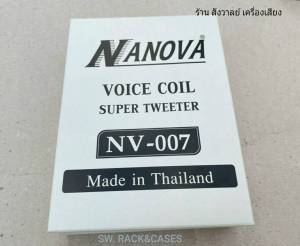 ร้าน สังวาลย์ เครื่องเสียง
NANOVA®
VOICE COIL
SUPER TWEETER
NV-007
Made in Thailand
SW. RACK&CASES